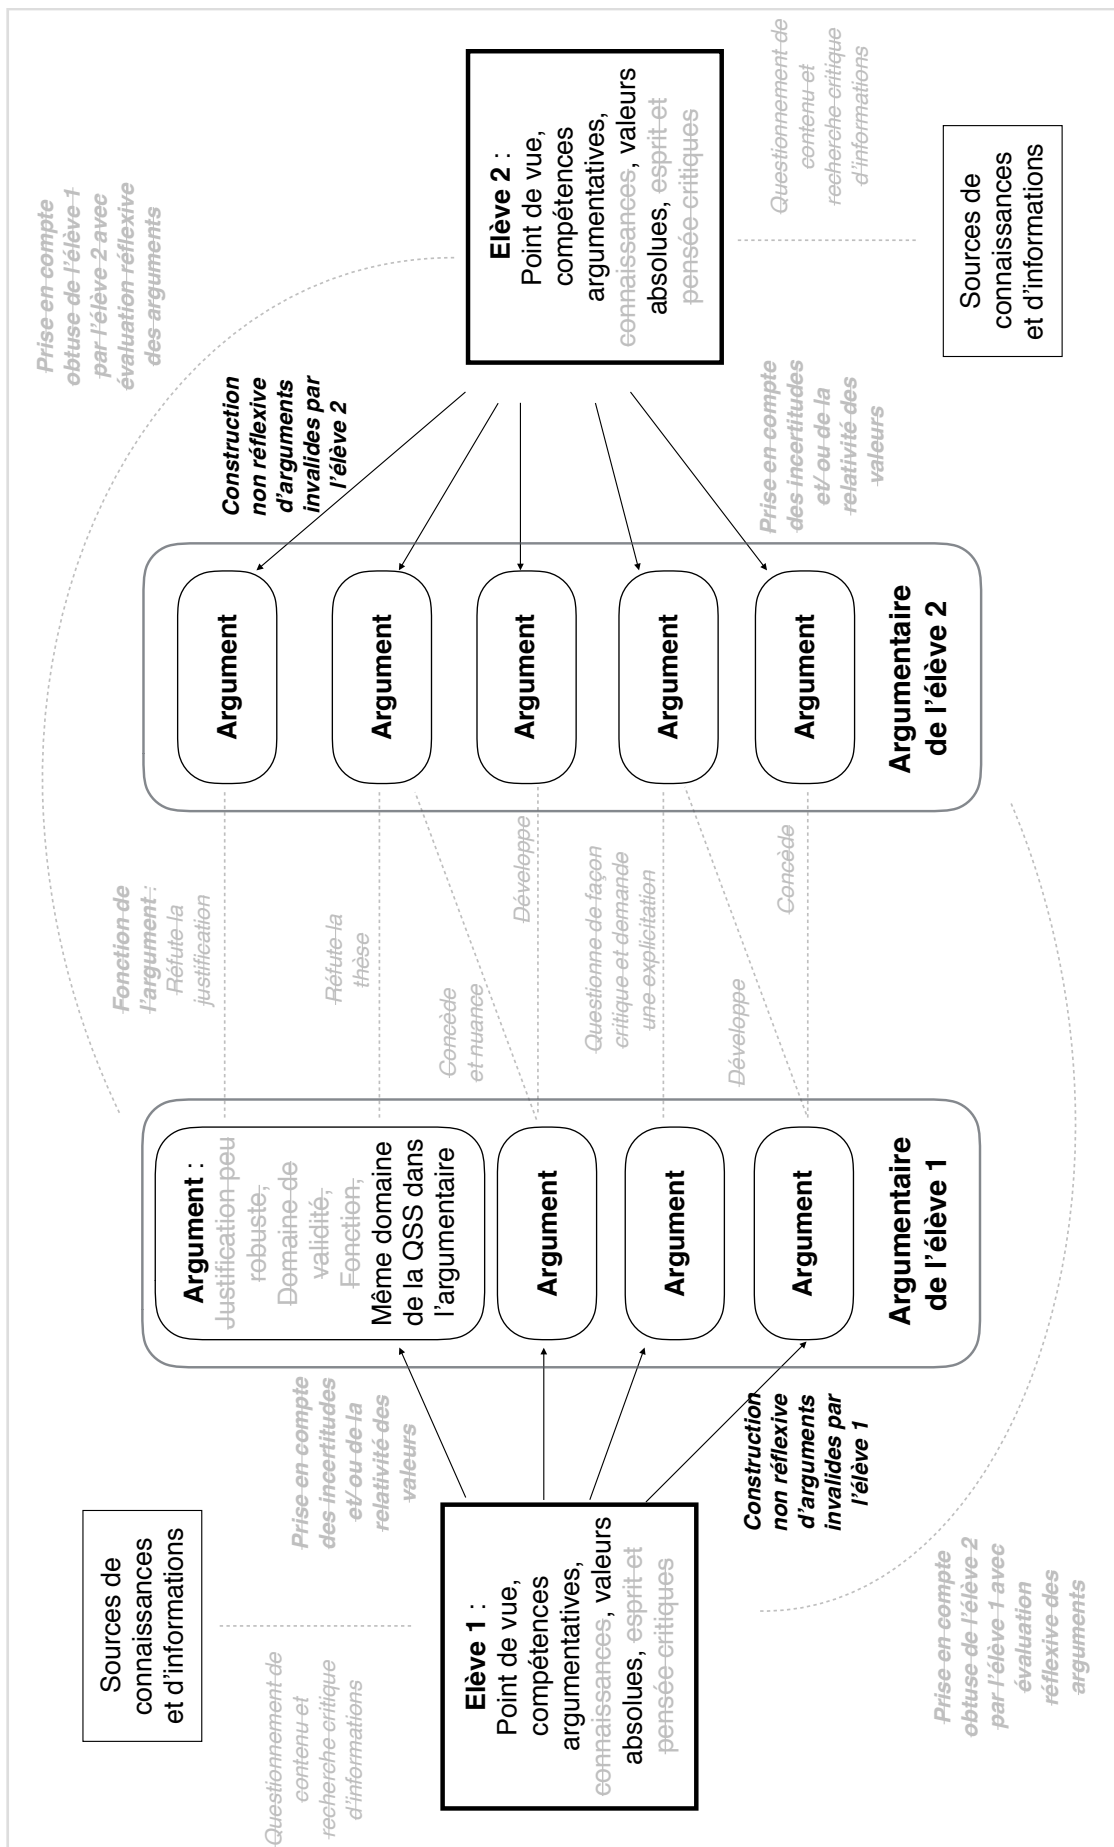 Sources de
connaissances
et d'informations
Questionnement de
contenu et
recherche critique
d'informations
Elève 1 :
Point de vue,
compétences
argumentatives,
connaissances, valeurs
absolues, esprit et
pensée critiques
Prise en compte
des incertitudes
et/ ou de la
relativité des
valeurs
Construction
non réflexive
d'arguments
invalides par
l'élève 1
Prise en compte
obtuse de l'élève 2
par l'élève 1 avec
évaluation
réflexive des
arguments
Argument :
Justification peu
robuste,
Domaine de
validité,
Fonction,
Même domaine
de la QSS dans
l'argumentaire
Argument
Argument
Argument
Argumentaire
de l'élève 1
Fonction de
l'argument :
Réfute la
justification
Réfute la
thèse
Concède
et nuance
Développe
Questionne de façon
critique et demande
une explicitation
Développe
Concède
Argument
Argument
Argument
Argument
Argument
Argumentaire
de l'élève 2
Prise en compte
obtuse de l'élève 1
par l'élève 2 avec
évaluation réflexive
des arguments
Construction
non réflexive
d'arguments
invalides par
l'élève 2
Prise en compte
des incertitudes
et/ ou de la
relativité des
valeurs
Elève 2 :
Point de vue,
compétences
argumentatives,
connaissances, valeurs
absolues, esprit et
pensée critiques
Questionnement de
contenu et
recherche critique
d'informations
Sources de
connaissances
et d'informations